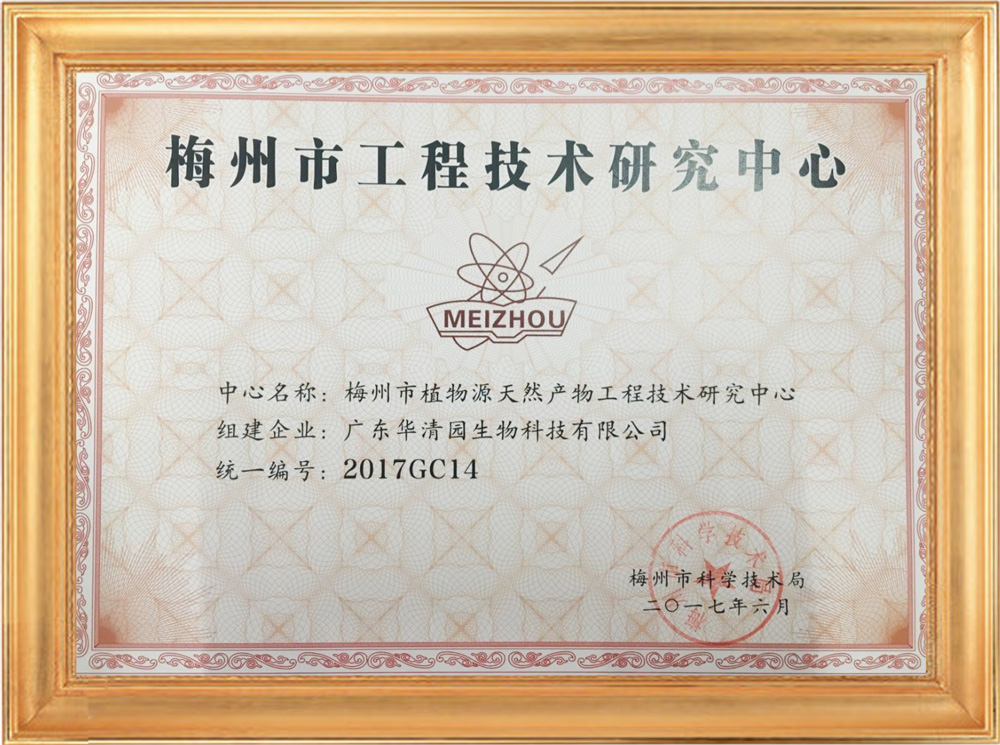 梅州市工程技术研究中心
MEIZHOU
中心名称：梅州市植物源天然产物工程技术研究中心
组建企业：广东华清园生物科技有限公司
统一编号：2017GC14
梅州市科学技术局
二〇一七年六月